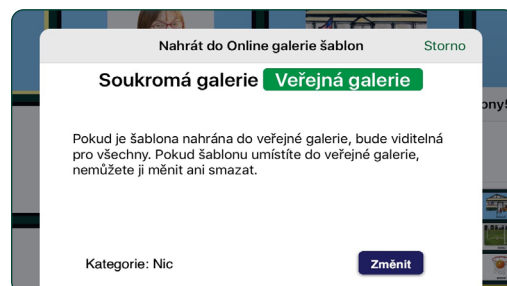 Nahrát do Online galerie šablon Storno
Soukromá galerie Veřejná galerie
Pokud je šablona nahrána do veřejné galerie, bude viditelná
pro všechny. Pokud šablonu umístíte do veřejné galerie,
nemůžete ji měnit ani smazat.
Kategorie: Nic Změnit